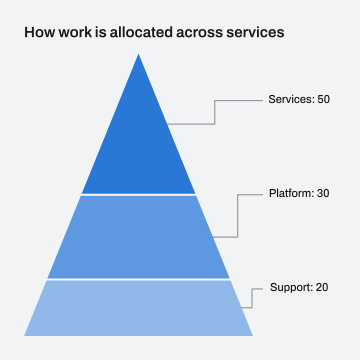 How work is allocated across services
Services: 50
Platform: 30
Support: 20